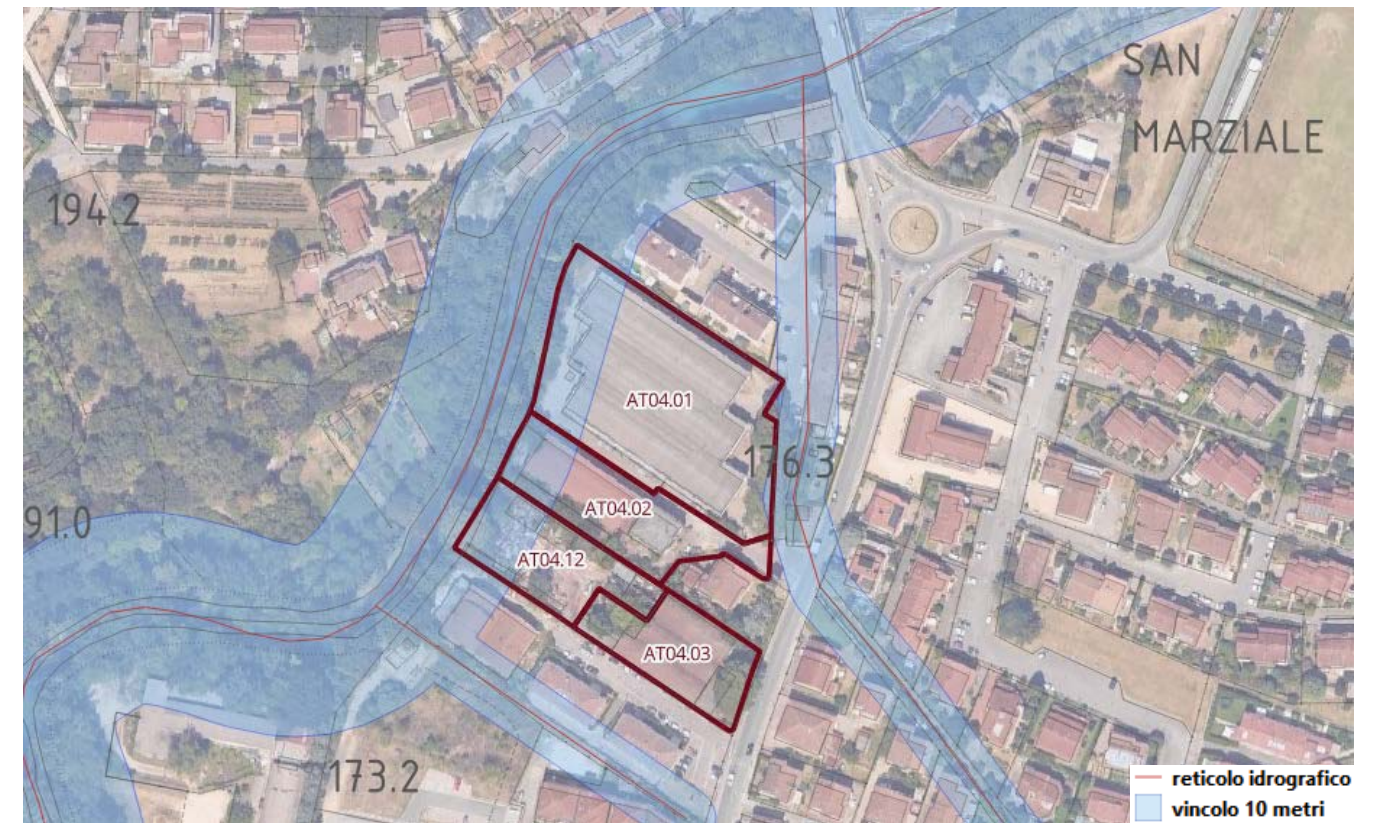 SAN
MARZIALE
194.2
AT04.01
176.3
AT04.02
91.0
AT04.12
AT04.03
173.2
reticolo idrografico
vincolo 10 metri